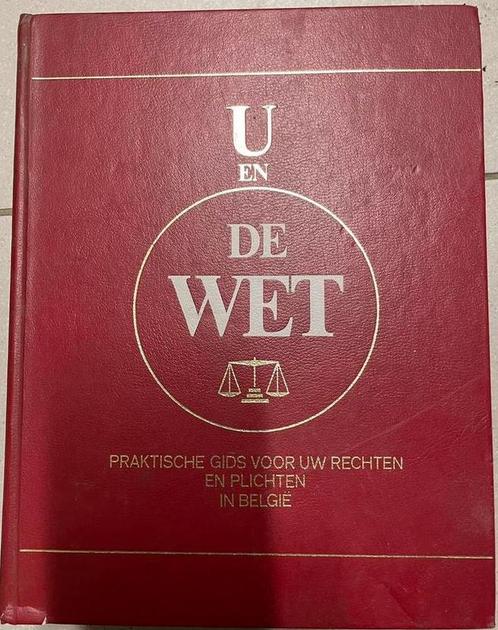 U
EN
DE
WET
PRAKTISCHE GIDS VOOR UW RECHTEN
EN PLICHTEN
IN BELGIË